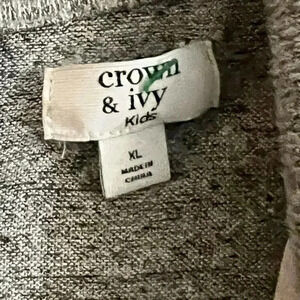 crown
& ivy
Kids
XL
MADE IN
CHINA